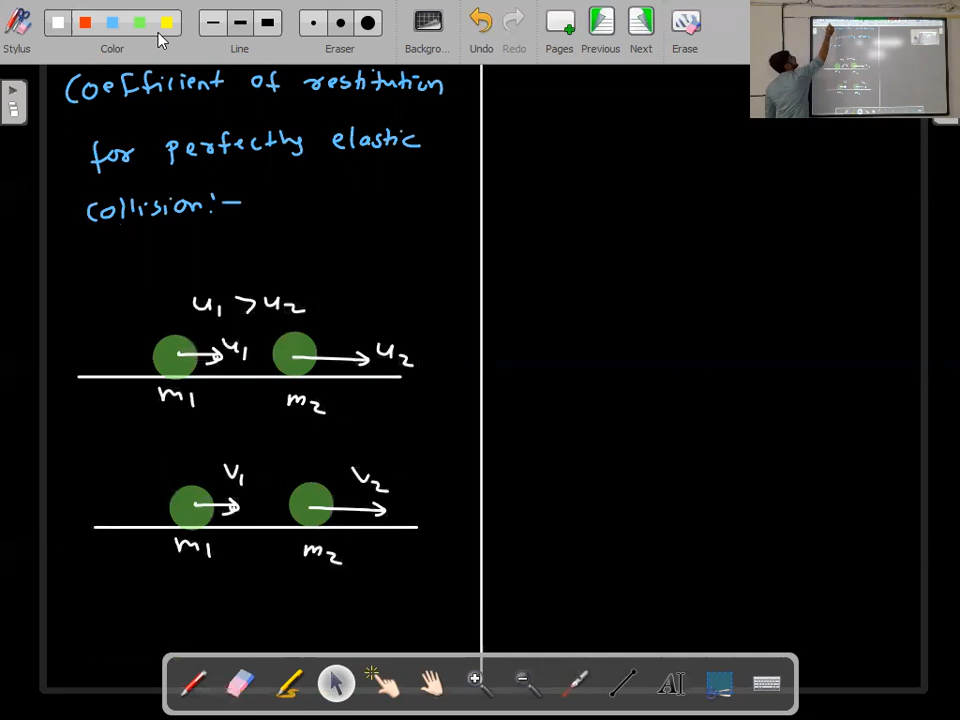 Stylus
Color
Line
Eraser
Backgro...
Undo
Redo
Pages
Previous
Next
Erase
Coefficient of restitution
for perfectly elastic
collision:-
u1 > u2
u1
u2
m1
m2
v1
v2
m1
m2